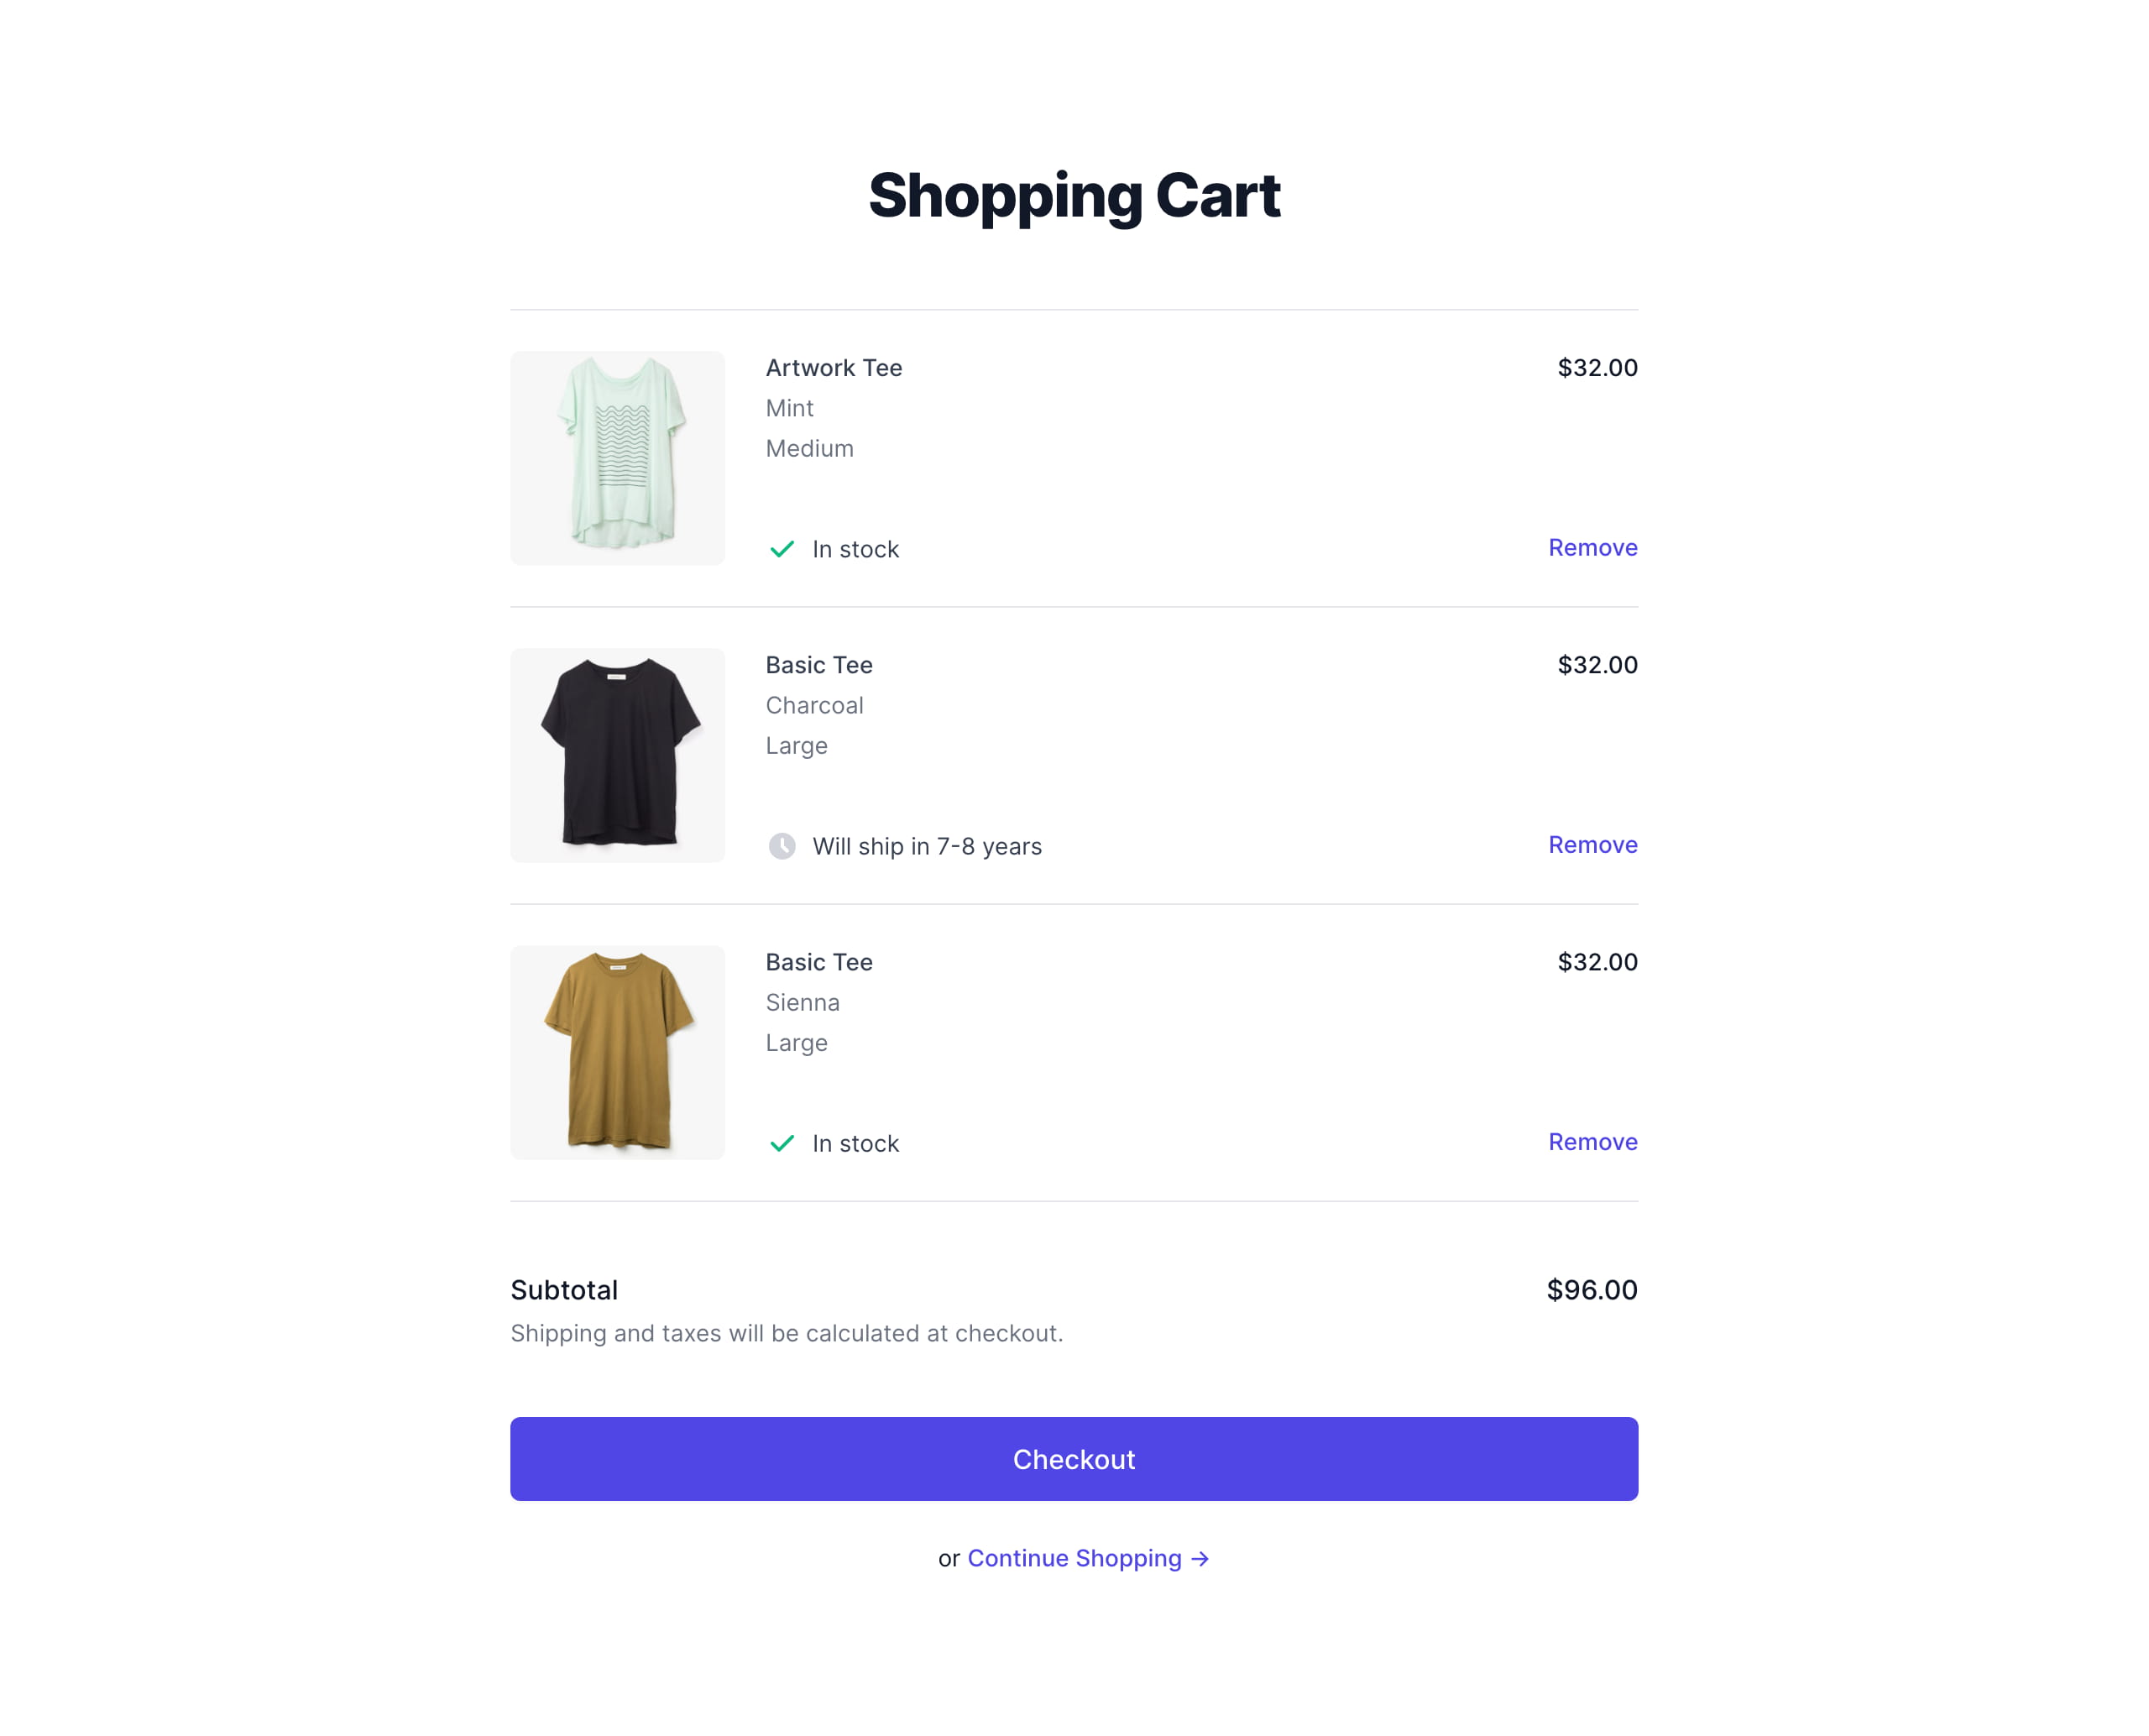 Shopping Cart
Artwork Tee
$32.00
Mint
Medium
In stock
Remove
Basic Tee
$32.00
Charcoal
Large
Will ship in 7-8 years
Remove
Basic Tee
$32.00
Sienna
Large
In stock
Remove
Subtotal
$96.00
Shipping and taxes will be calculated at checkout.
Checkout
or Continue Shopping →